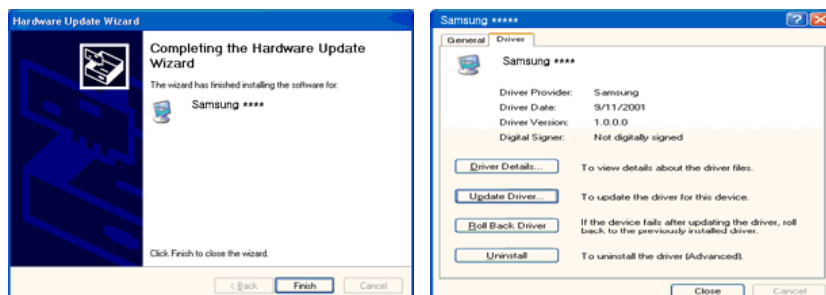 Hardware Update Wizard
Completing the Hardware Update
Wizard
The wizard has finished installing the software for:
Samsung ****
Click Finish to close the wizard.
< Back
Finish
Cancel
Samsung *****
General
Driver
Samsung ****
Driver Provider: Samsung
Driver Date: 9/11/2001
Driver Version: 1.0.0.0
Digital Signer: Not digitally signed
Driver Details... To view details about the driver files.
Update Driver... To update the driver for this device.
Roll Back Driver If the device fails after updating the driver, roll
back to the previously installed driver.
Uninstall To uninstall the driver (Advanced).
Close
Cancel